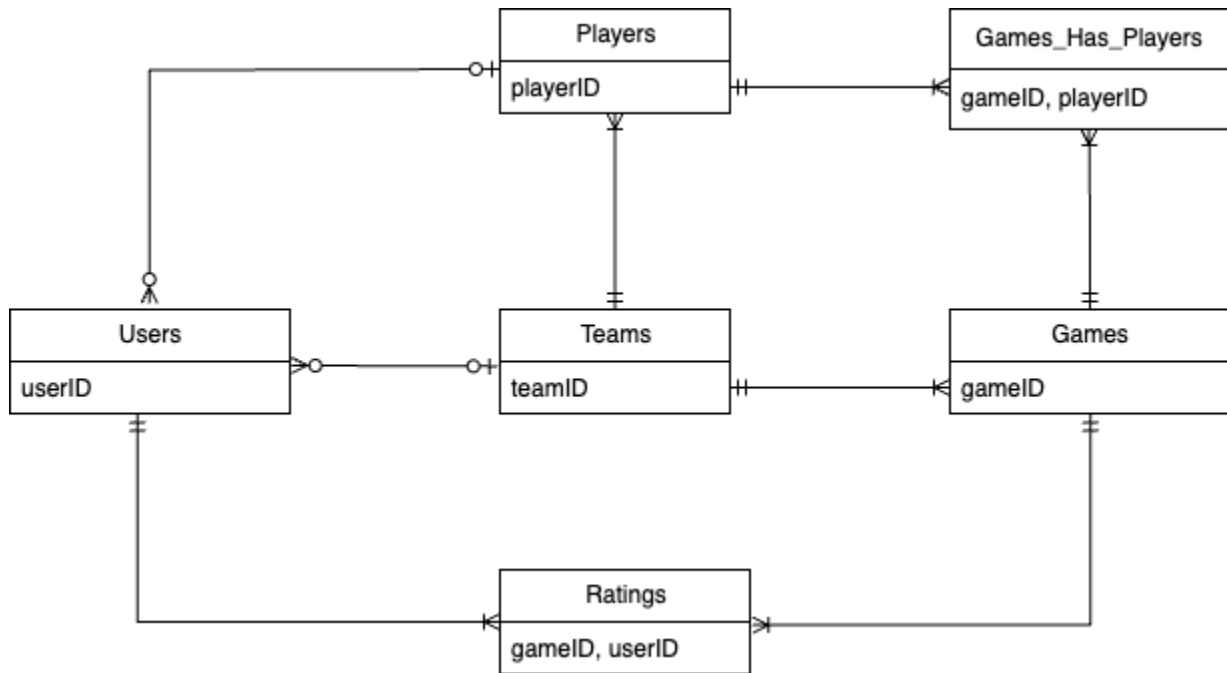 Players
playerID
Games_Has_Players
gameID, playerID
Users
userID
Teams
teamID
Games
gameID
Ratings
gameID, userID